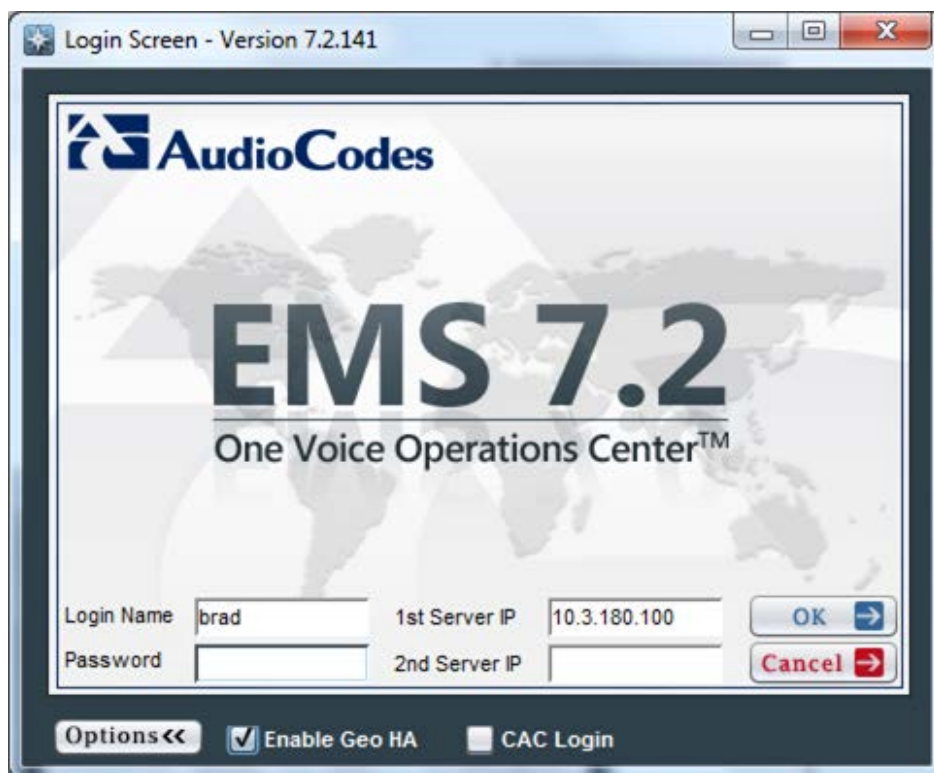 Login Screen - Version 7.2.141
AudioCodes
EMS 7.2
One Voice Operations Center™
Login Name brad 1st Server IP 10.3.180.100 OK
Password 2nd Server IP Cancel
Options<< Enable Geo HA CAC Login